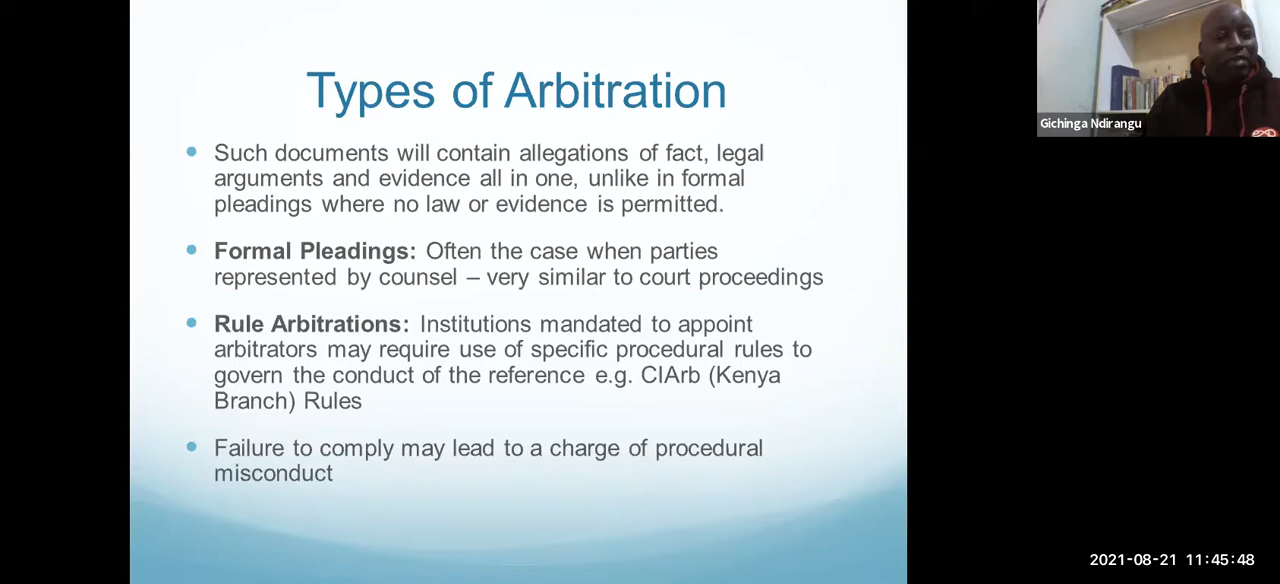 Types of Arbitration
Such documents will contain allegations of fact, legal
arguments and evidence all in one, unlike in formal
pleadings where no law or evidence is permitted.
Formal Pleadings: Often the case when parties
represented by counsel – very similar to court proceedings
Rule Arbitrations: Institutions mandated to appoint
arbitrators may require use of specific procedural rules to
govern the conduct of the reference e.g. CIArb (Kenya
Branch) Rules
Failure to comply may lead to a charge of procedural
misconduct
Gichinga Ndirangu
2021-08-21 11:45:48